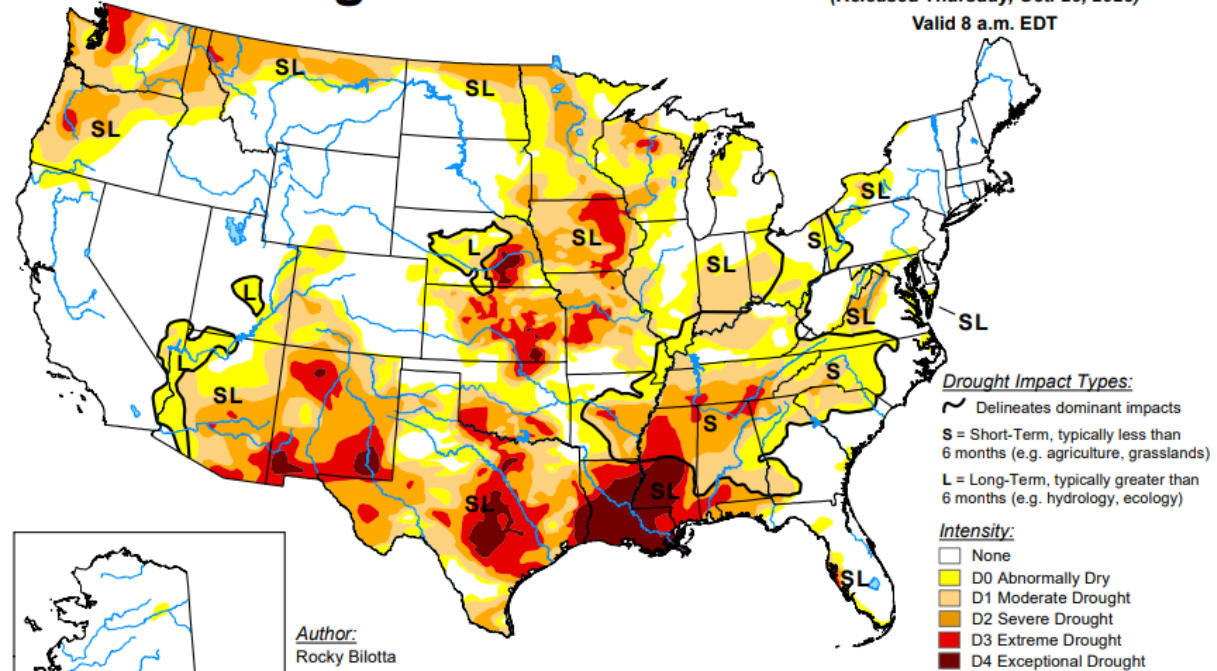 Valid 8 a.m. EDT
SL
SL
SL
L
SL
SL
S
SL
L
SL
SL
SL
S
S
SL
SL
SL
Drought Impact Types:
Delineates dominant impacts
S = Short-Term, typically less than
6 months (e.g. agriculture, grasslands)
L = Long-Term, typically greater than
6 months (e.g. hydrology, ecology)
Intensity:
None
D0 Abnormally Dry
D1 Moderate Drought
D2 Severe Drought
D3 Extreme Drought
D4 Exceptional Drought
Author:
Rocky Bilotta